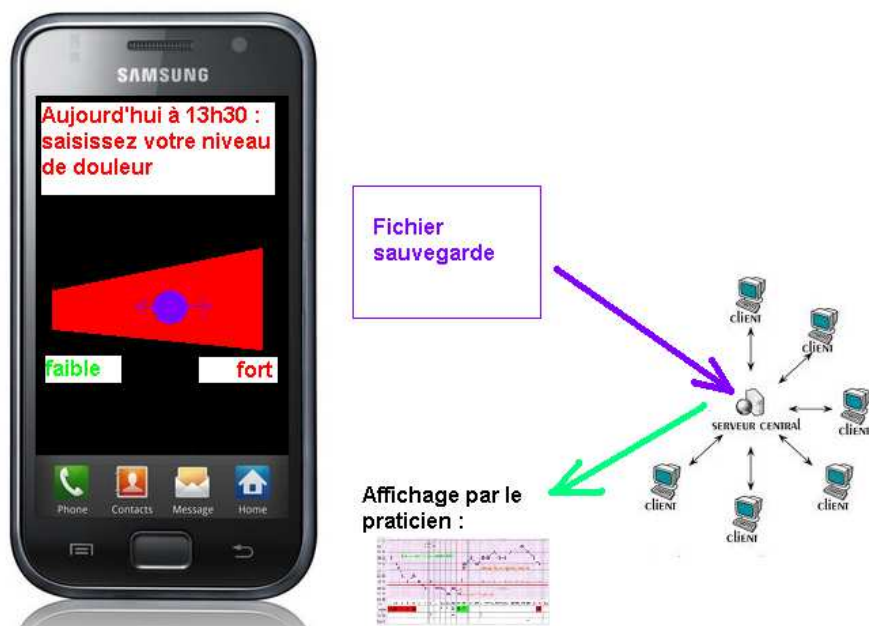 SAMSUNG
Aujourd'hui à 13h30 :
saisissez votre niveau
de douleur
faible
fort
Phone
Contacts
Message
Home
Fichier
sauvegarde
CLIENT
CLIENT
CLIENT
CLIENT
CLIENT
CLIENT
SERVEUR CENTRAL
Affichage par le
praticien :